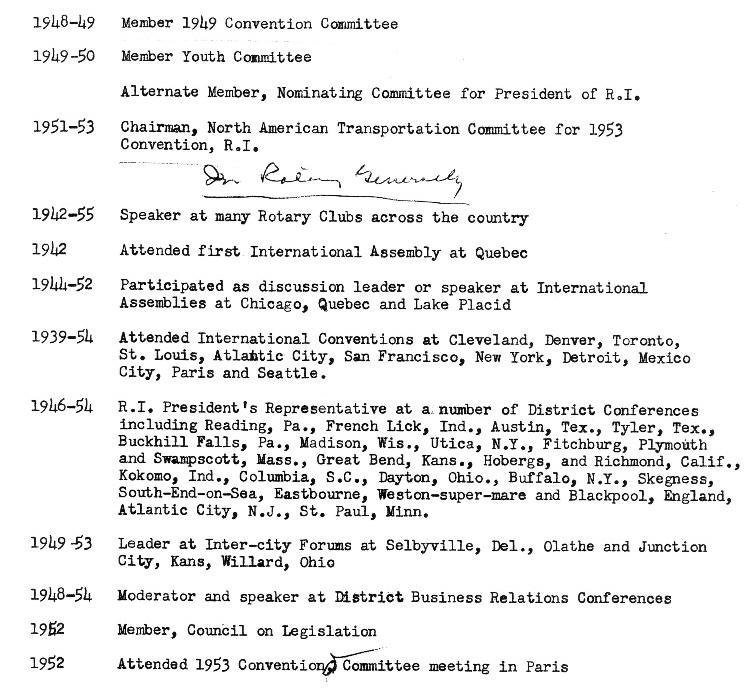 1948-49 Member 1949 Convention Committee
1949-50 Member Youth Committee
Alternate Member, Nominating Committee for President of R.I.
1951-53 Chairman, North American Transportation Committee for 1953
Convention, R.I.
In Rotary Generally
1942-55 Speaker at many Rotary Clubs across the country
1942 Attended first International Assembly at Quebec
1944-52 Participated as discussion leader or speaker at International
Assemblies at Chicago, Quebec and Lake Placid
1939-54 Attended International Conventions at Cleveland, Denver, Toronto,
St. Louis, Atlantic City, San Francisco, New York, Detroit, Mexico
City, Paris and Seattle.
1946-54 R.I. President's Representative at a number of District Conferences
including Reading, Pa., French Lick, Ind., Austin, Tex., Tyler, Tex.,
Buckhill Falls, Pa., Madison, Wis., Utica, N.Y., Fitchburg, Plymouth
and Swampscott, Mass., Great Bend, Kans., Hobergs, and Richmond, Calif.,
Kokomo, Ind., Columbia, S.C., Dayton, Ohio., Buffalo, N.Y., Skegness,
South-End-on-Sea, Eastbourne, Weston-super-mare and Blackpool, England,
Atlantic City, N.J., St. Paul, Minn.
1949-53 Leader at Inter-city Forums at Selbyville, Del., Olathe and Junction
City, Kans, Willard, Ohio
1948-54 Moderator and speaker at District Business Relations Conferences
1952 Member, Council on Legislation
1952 Attended 1953 Convention Committee meeting in Paris